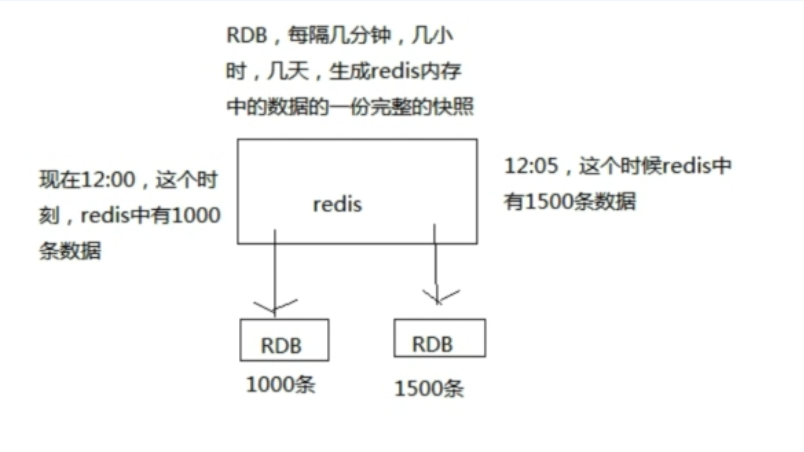 RDB，每隔几分钟，几小
时，几天，生成redis内存
中的数据的一份完整的快照
现在12:00，这个时
刻，redis中有1000
条数据
redis
12:05，这个时候redis中
有1500条数据
RDB
1000条
RDB
1500条